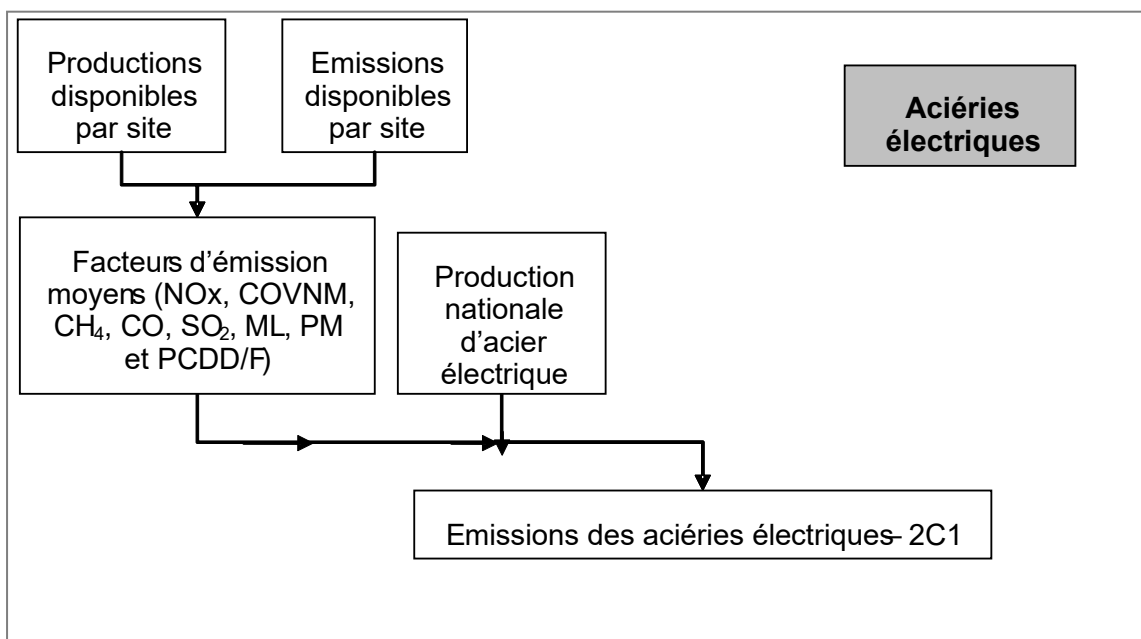 Productions
disponibles
par site
Emissions
disponibles
par site
Aciéries
électriques
Facteurs d’émission
moyens (NOx, COVNM,
CH₄, CO, SO₂, ML, PM
et PCDD/F)
Production
nationale
d’acier
électrique
Emissions des aciéries électriques– 2C1